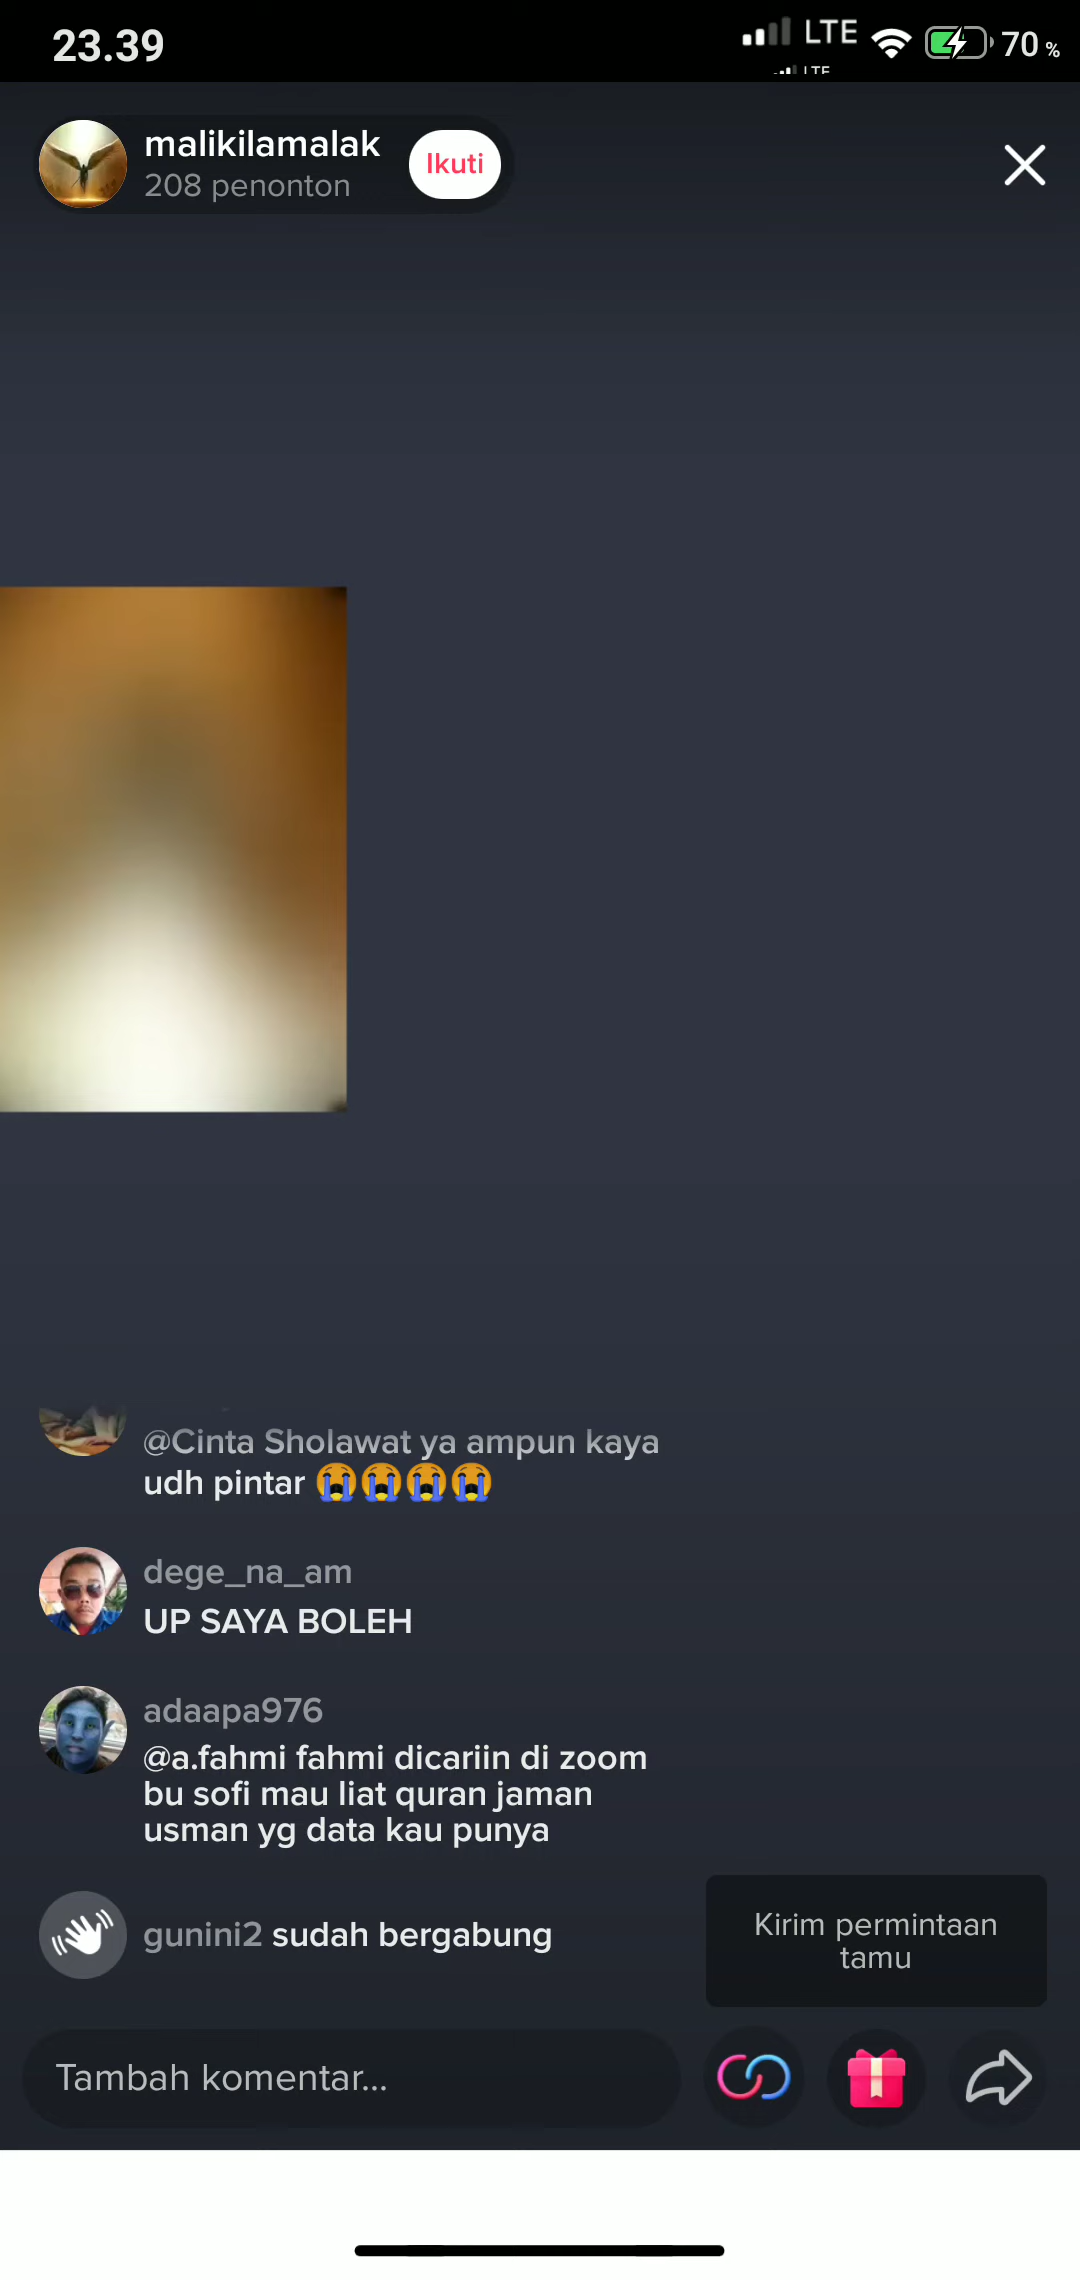 23.39
LTE
LTE
70 %
malikilamalak
208 penonton
Ikuti
@Cinta Sholawat ya ampun kaya
udh pintar 😭😭😭😭
dege_na_am
UP SAYA BOLEH
adaapa976
@a.fahmi fahmi dicariin di zoom
bu sofi mau liat quran jaman
usman yg data kau punya
gunini2 sudah bergabung
Kirim permintaan
tamu
Tambah komentar...